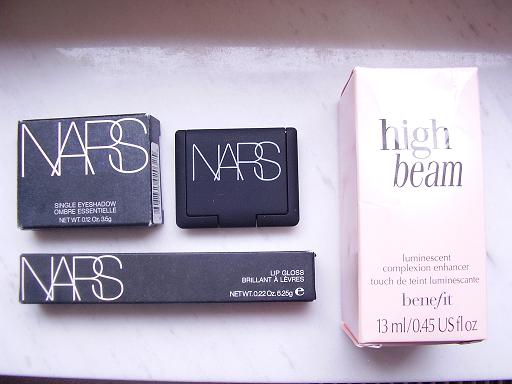 NARS
SINGLE EYESHADOW
OMBRE ESSENTIELLE
NET WT. 0.12 Oz. 3.5g
NARS
NARS
LIP GLOSS
BRILLANT À LÈVRES
NET WT. 0.22 Oz. 6.25g e
high
beam
luminescent
complexion enhancer
touch de teint luminescante
benefit
13 ml/0.45 US fl oz